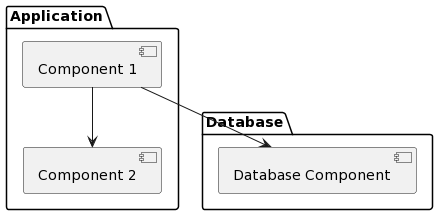 Application
Component 1
Database
Component 2
Database Component